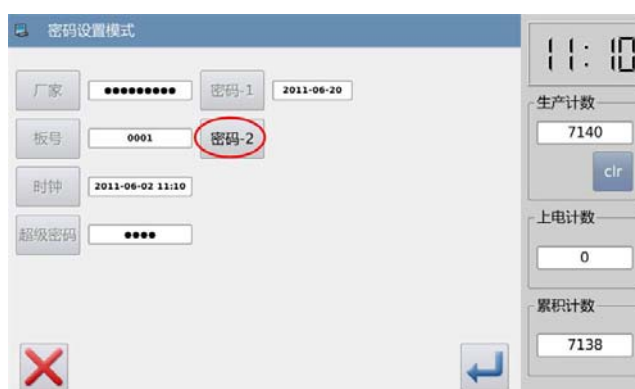 密码设置模式
厂家 ●●●●●●●●● 密码-1 2011-06-20
板号 0001 密码-2
时钟 2011-06-02 11:10
超级密码 ●●●●
11:10
生产计数
7140
clr
上电计数
0
累积计数
7138